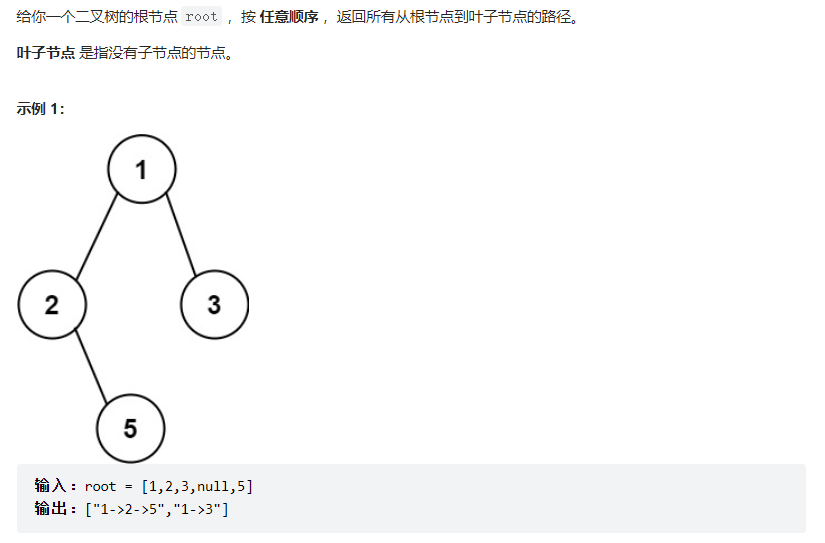 给你一个二叉树的根节点 root ，按 任意顺序 ，返回所有从根节点到叶子节点的路径。
叶子节点 是指没有子节点的节点。
示例 1：
1
2
3
5
输入：root = [1,2,3,null,5]
输出：["1->2->5","1->3"]